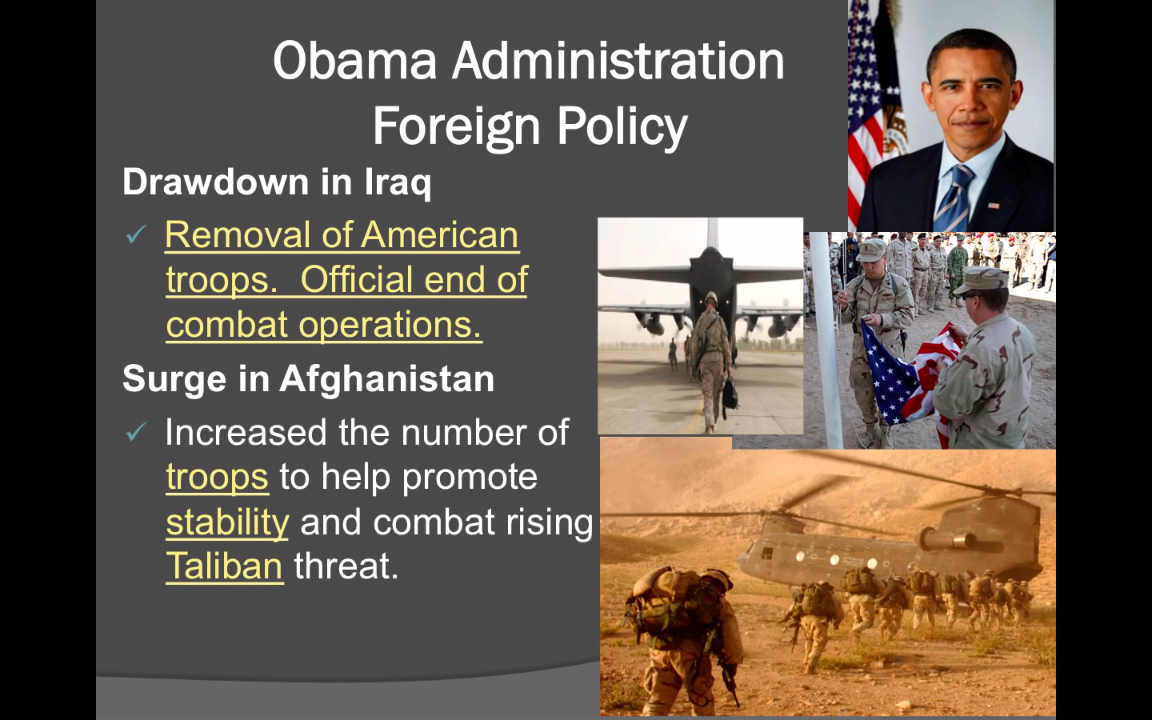 Obama Administration
Foreign Policy
Drawdown in Iraq
✓ Removal of American
troops.  Official end of
combat operations.
Surge in Afghanistan
✓ Increased the number of
troops to help promote
stability and combat rising
Taliban threat.